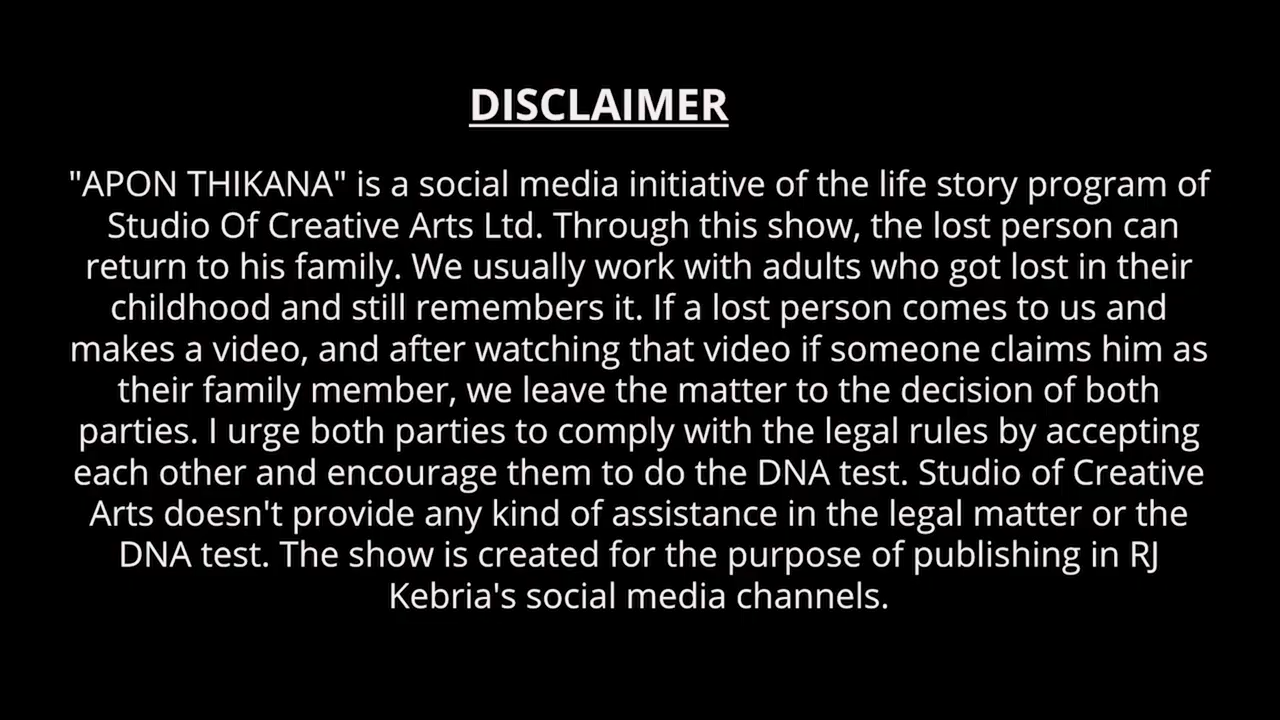 DISCLAIMER
"APON THIKANA" is a social media initiative of the life story program of
Studio Of Creative Arts Ltd. Through this show, the lost person can
return to his family. We usually work with adults who got lost in their
childhood and still remembers it. If a lost person comes to us and
makes a video, and after watching that video if someone claims him as
their family member, we leave the matter to the decision of both
parties. I urge both parties to comply with the legal rules by accepting
each other and encourage them to do the DNA test. Studio of Creative
Arts doesn't provide any kind of assistance in the legal matter or the
DNA test. The show is created for the purpose of publishing in RJ
Kebria's social media channels.